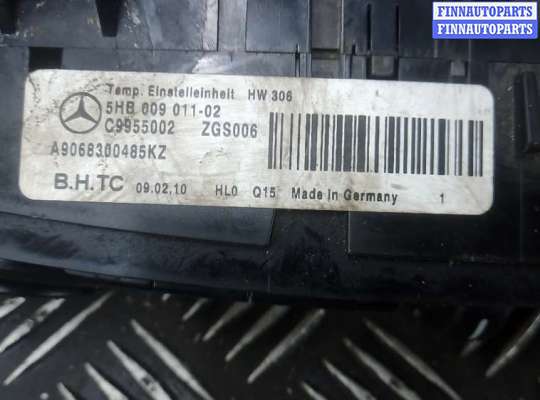 FINNAUTOPARTS
FINNAUTOPARTS
Temp. Einstelleinheit HW 306
5HB 009 011-02
C9955002 ZGS006
A9068300485KZ
B.H.TC 09.02.10 HL0 Q15 Made in Germany 1